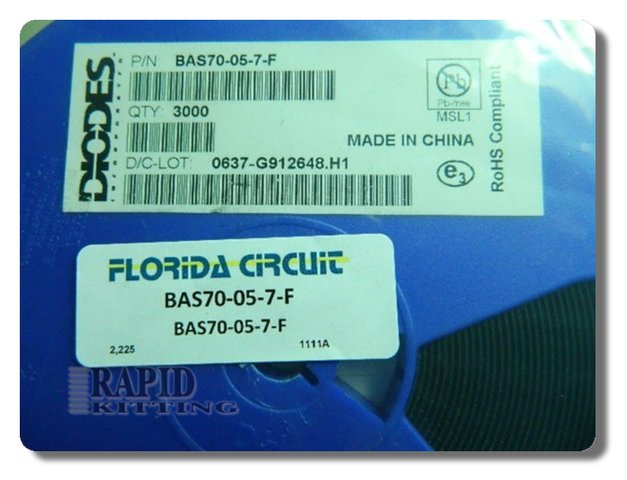 DIODES
INCORPORATED
P/N: BAS70-05-7-F
QTY: 3000
D/C-LOT: 0637-G912648.H1
MADE IN CHINA
Pb
Pb-free
MSL1
e3
RoHS Compliant
FLORIDA CIRCUIT
BAS70-05-7-F
BAS70-05-7-F
2,225 1111A
RAPID
KITTING